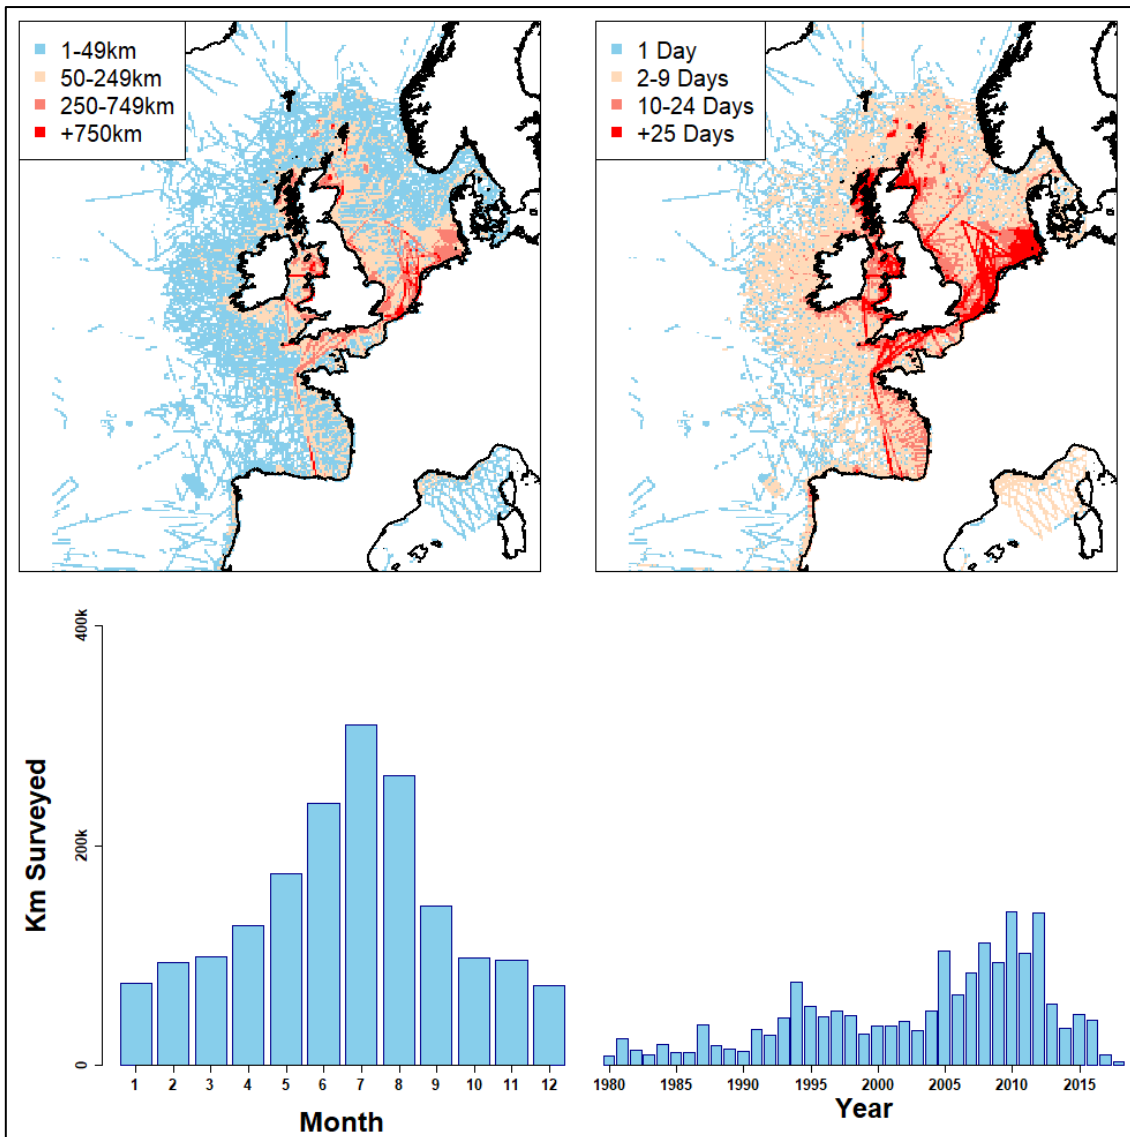 1-49km
50-249km
250-749km
+750km
1 Day
2-9 Days
10-24 Days
+25 Days
Km Surveyed
400k
200k
0
1 2 3 4 5 6 7 8 9 10 11 12
Month
1980 1985 1990 1995 2000 2005 2010 2015
Year